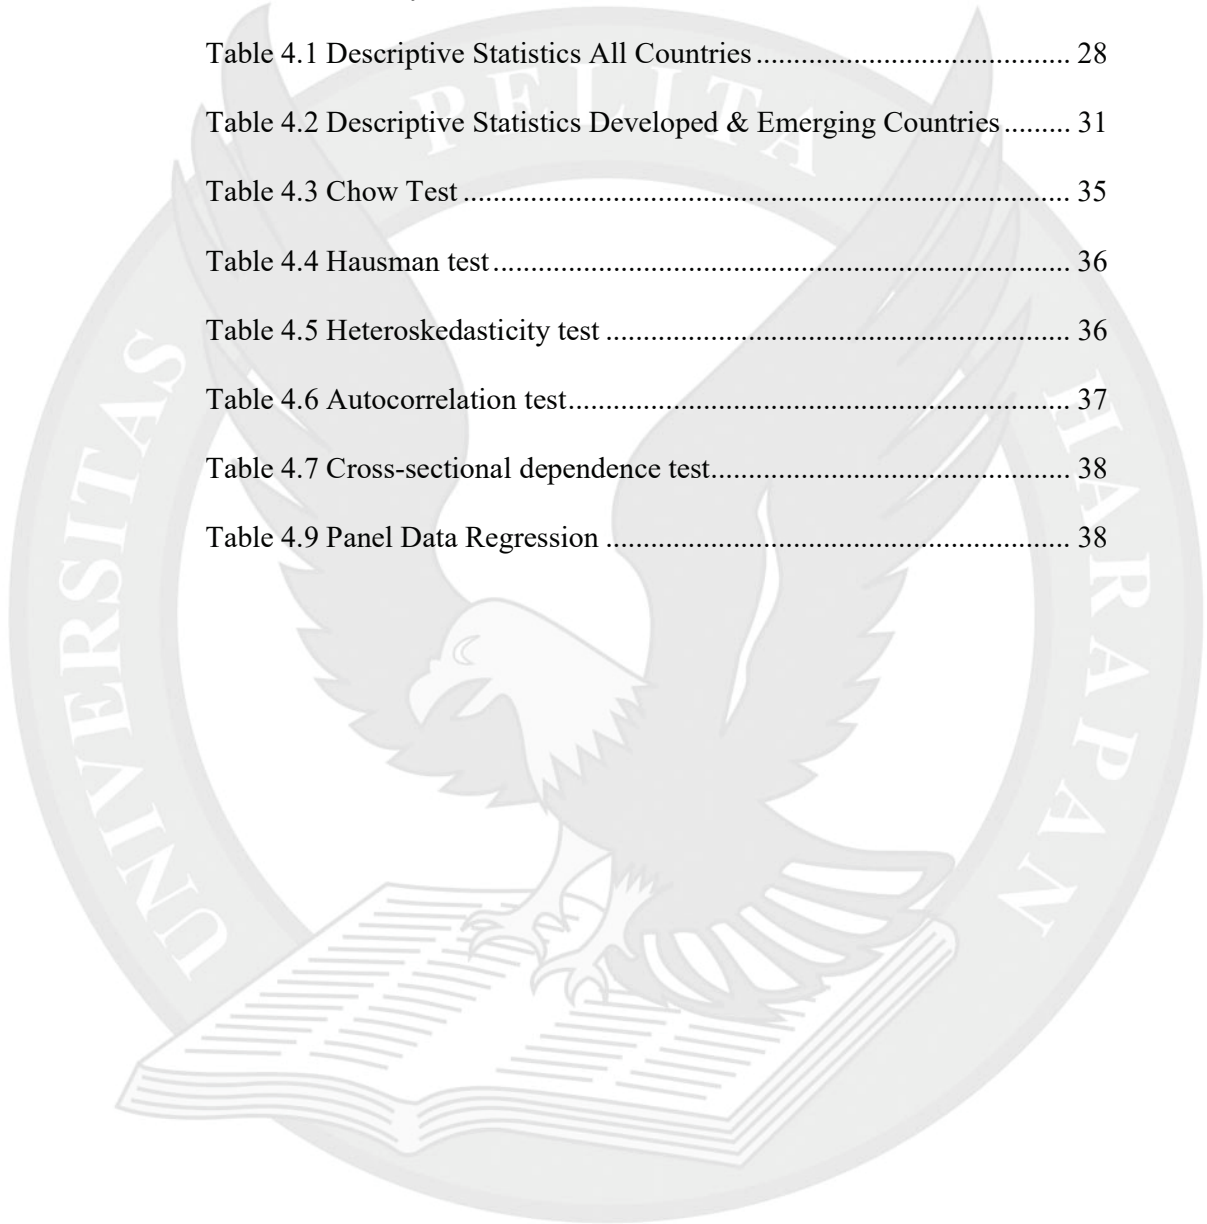 Table 4.1 Descriptive Statistics All Countries ....................................... 28
Table 4.2 Descriptive Statistics Developed & Emerging Countries ......... 31
Table 4.3 Chow Test ............................................................................ 35
Table 4.4 Hausman test ........................................................................ 36
Table 4.5 Heteroskedasticity test .......................................................... 36
Table 4.6 Autocorrelation test............................................................... 37
Table 4.7 Cross-sectional dependence test............................................. 38
Table 4.9 Panel Data Regression .......................................................... 38
UNIVERSITAS PELITA HARAPAN